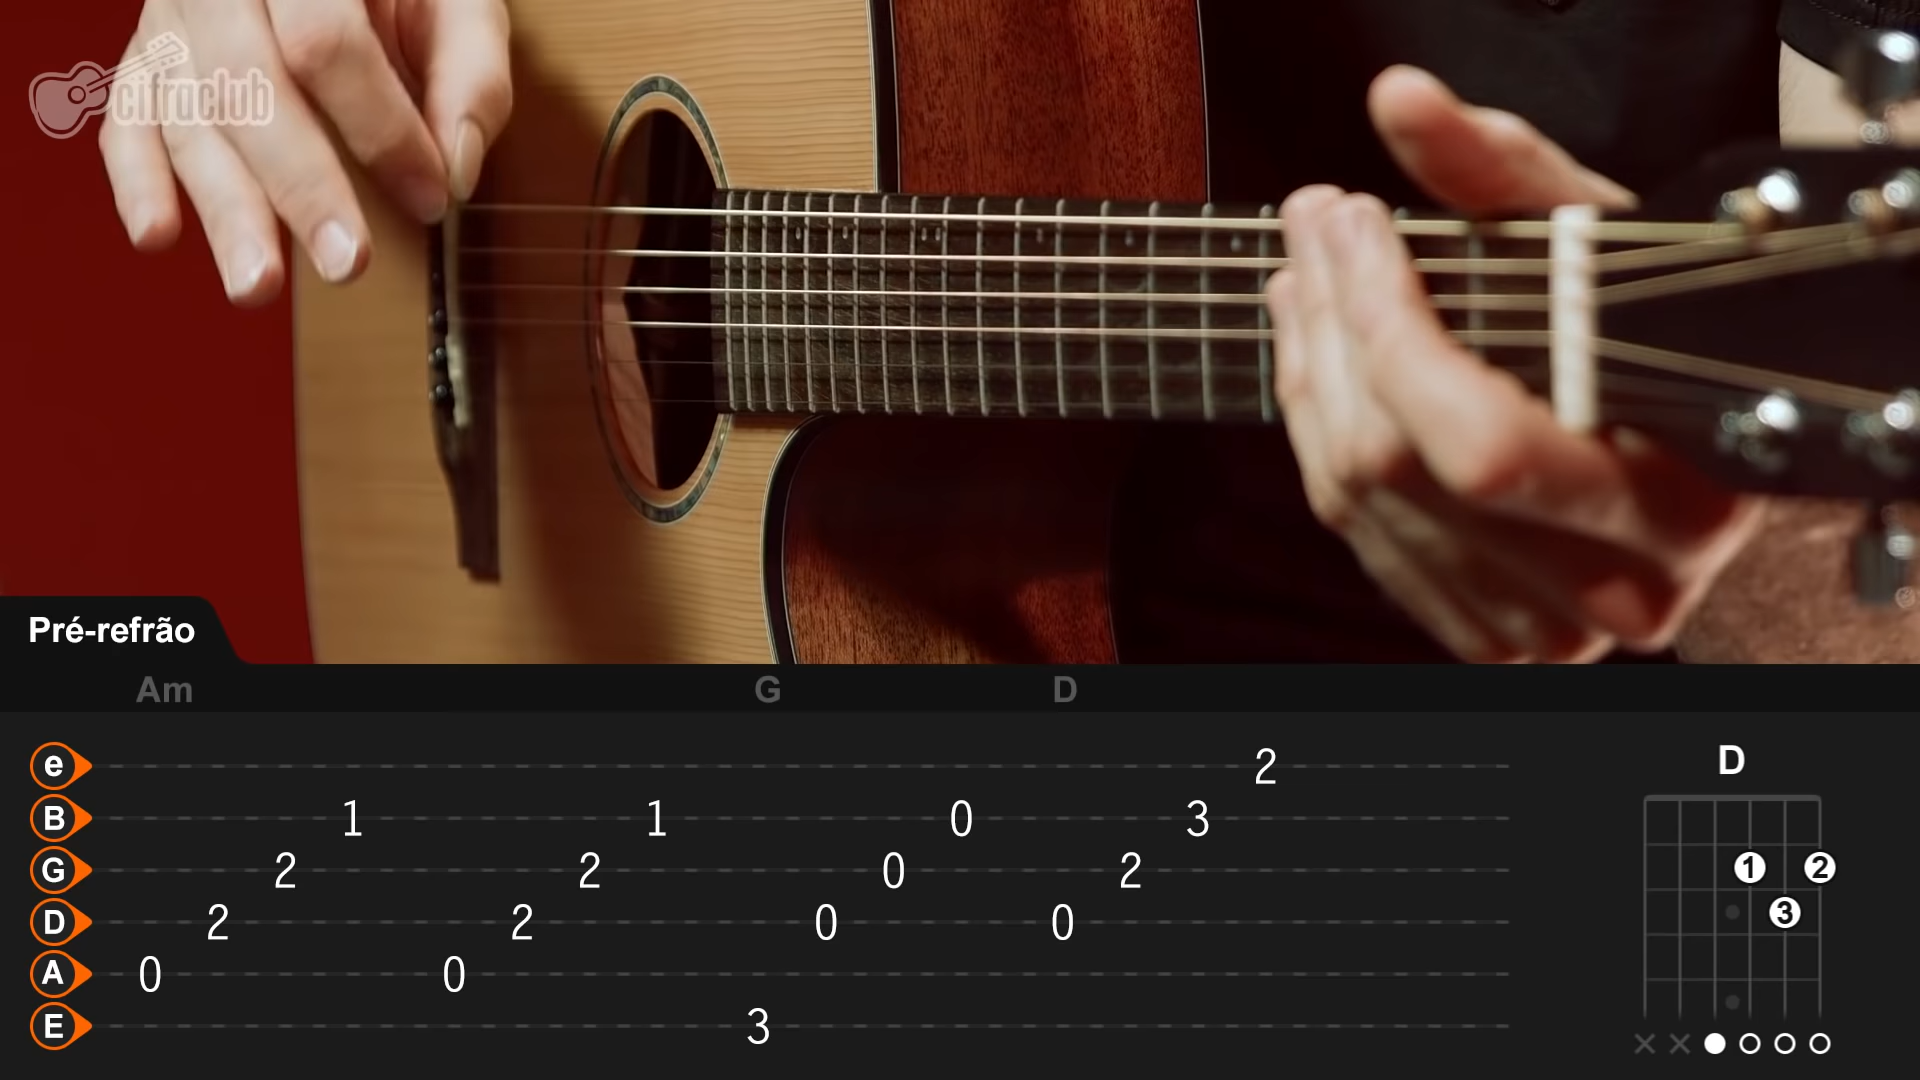 cifraclub
Pré-refrão
Am G D
e 2
B 1 1 0 3
G 2 2 0 2
D 2 2 0 0
A 0 0
E 3
D
1 2
3
× ×